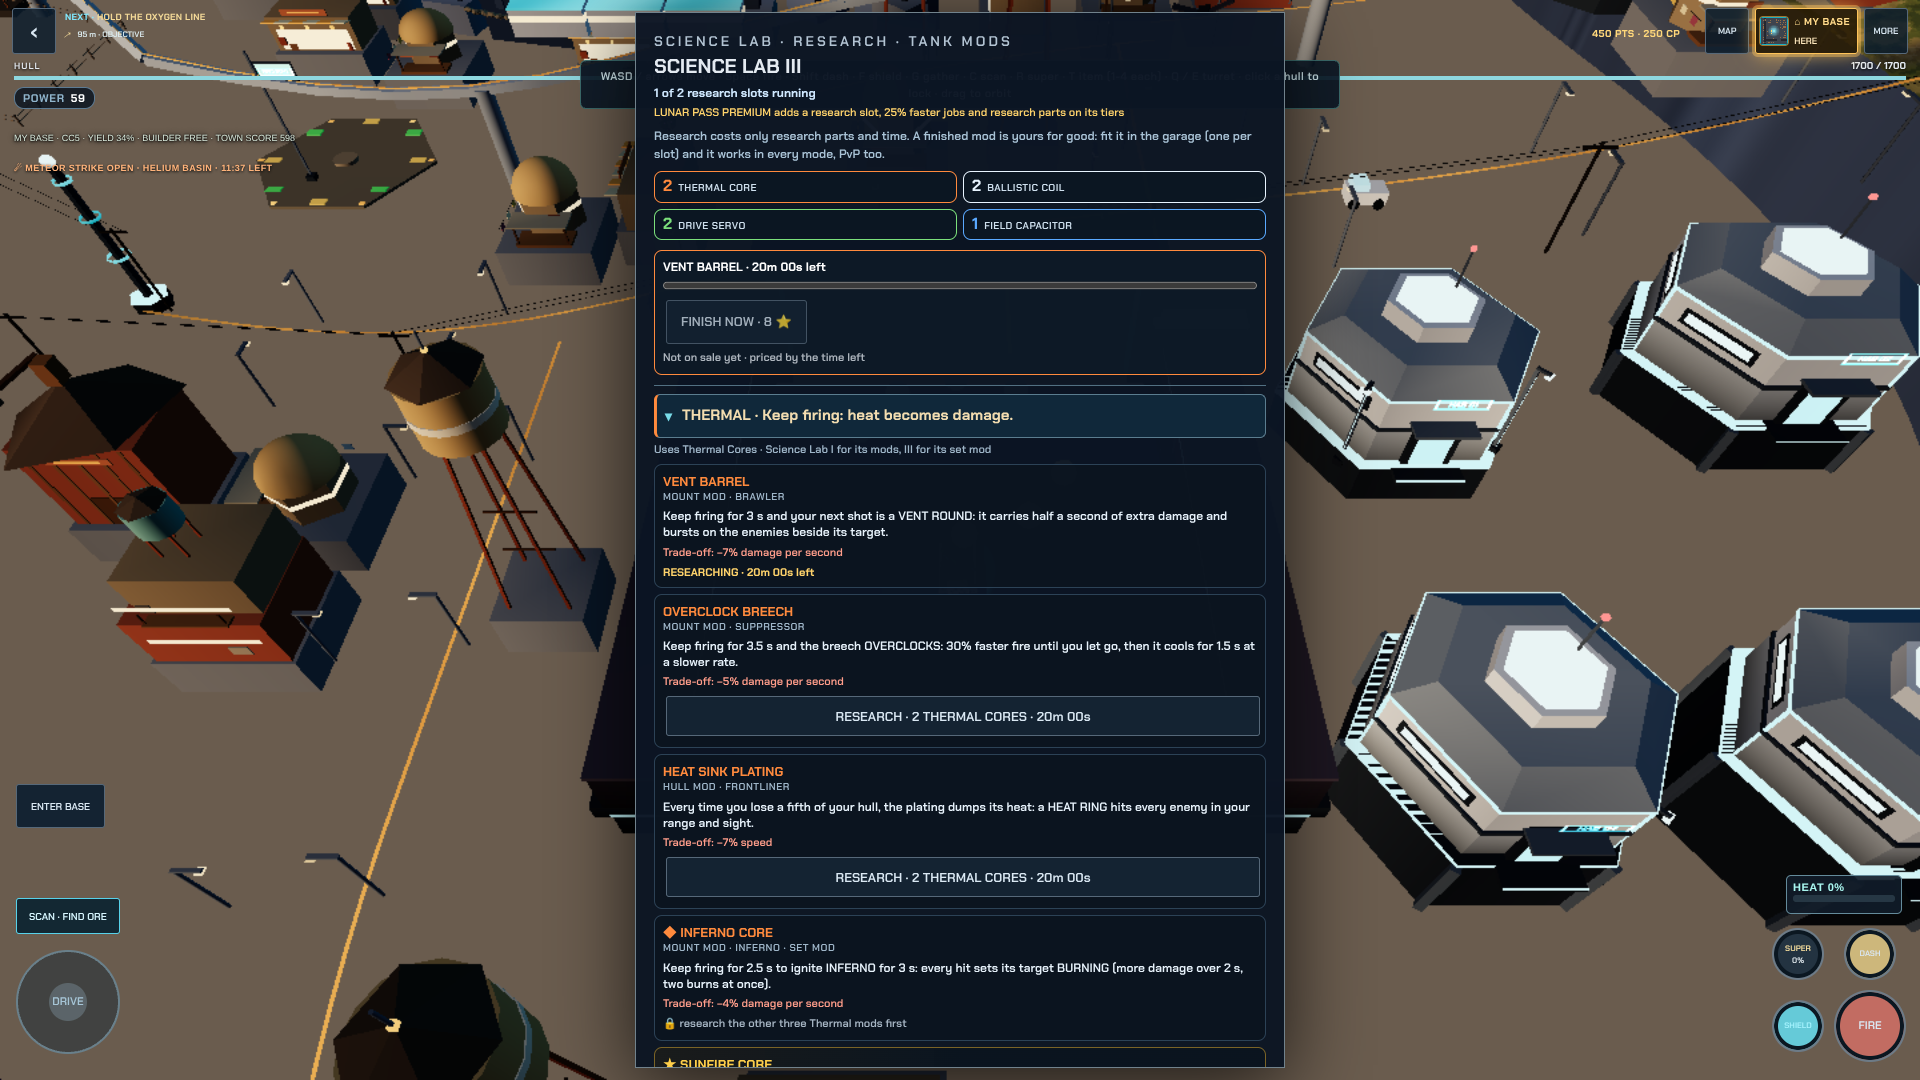 NEXT · HOLD THE OXYGEN LINE
95 m · OBJECTIVE
HULL
POWER 59
MY BASE · CC5 · YIELD 34% · BUILDER FREE · TOWN SCORE 598
METEOR STRIKE OPEN · HELIUM BASIN · 11:37 LEFT
450 PTS · 250 CP
MAP
⌂ MY BASE
HERE
MORE
1700 / 1700
WASD
hull to
SCIENCE LAB · RESEARCH · TANK MODS
SCIENCE LAB III
1 of 2 research slots running
LUNAR PASS PREMIUM adds a research slot, 25% faster jobs and research parts on its tiers
Research costs only research parts and time. A finished mod is yours for good: fit it in the garage (one per
slot) and it works in every mode, PvP too.
2 THERMAL CORE
2 BALLISTIC COIL
2 DRIVE SERVO
1 FIELD CAPACITOR
VENT BARREL · 20m 00s left
FINISH NOW · 8 ⭐
Not on sale yet · priced by the time left
▼ THERMAL · Keep firing: heat becomes damage.
Uses Thermal Cores · Science Lab I for its mods, III for its set mod
VENT BARREL
MOUNT MOD · BRAWLER
Keep firing for 3 s and your next shot is a VENT ROUND: it carries half a second of extra damage and
bursts on the enemies beside its target.
Trade-off: −7% damage per second
RESEARCHING · 20m 00s left
OVERCLOCK BREECH
MOUNT MOD · SUPPRESSOR
Keep firing for 3.5 s and the breech OVERCLOCKS: 30% faster fire until you let go, then it cools for 1.5 s at
a slower rate.
Trade-off: −5% damage per second
RESEARCH · 2 THERMAL CORES · 20m 00s
HEAT SINK PLATING
HULL MOD · FRONTLINER
Every time you lose a fifth of your hull, the plating dumps its heat: a HEAT RING hits every enemy in your
range and sight.
Trade-off: −7% speed
RESEARCH · 2 THERMAL CORES · 20m 00s
◆ INFERNO CORE
MOUNT MOD · INFERNO · SET MOD
Keep firing for 2.5 s to ignite INFERNO for 3 s: every hit sets its target BURNING (more damage over 2 s,
two burns at once).
Trade-off: −4% damage per second
🔒 research the other three Thermal mods first
★ SUNFIRE CORE
ENTER BASE
SCAN · FIND ORE
DRIVE
HEAT 0%
SUPER
0%
DASH
SHIELD
FIRE